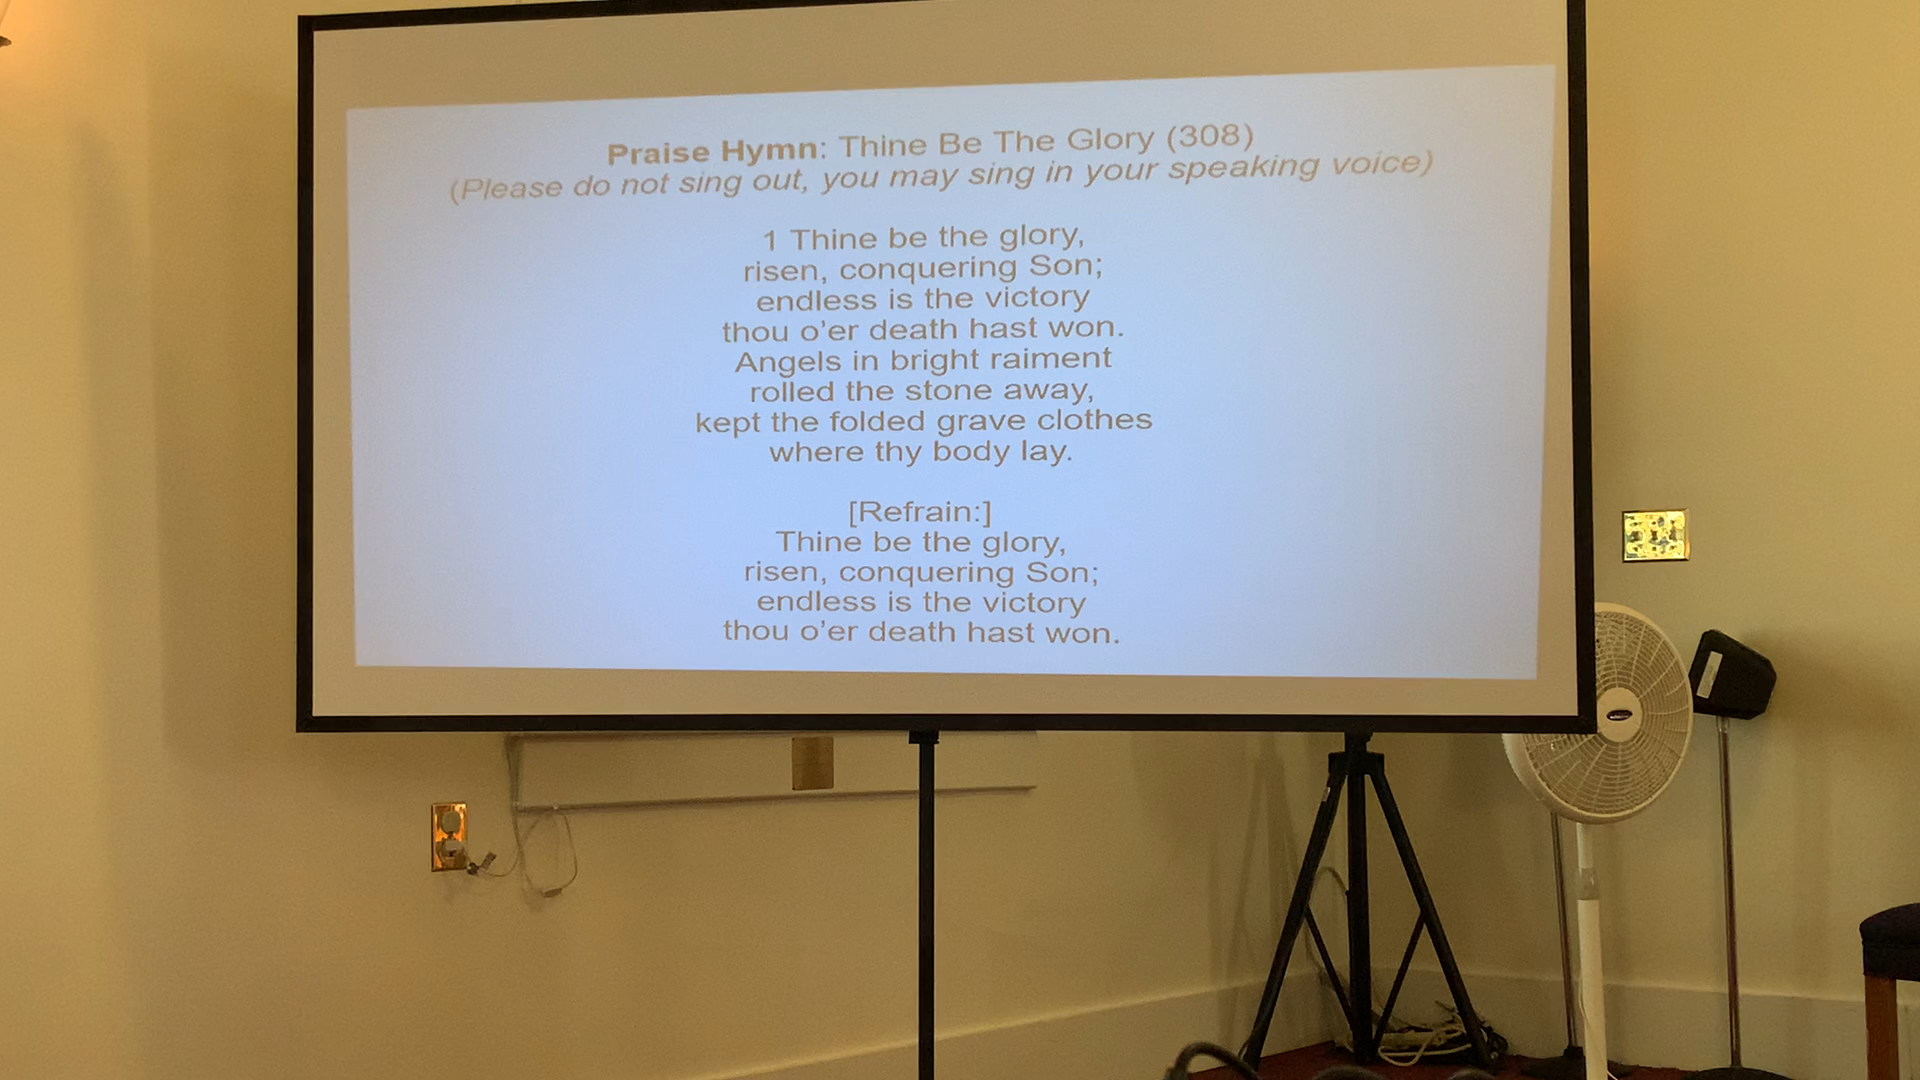 Praise Hymn: Thine Be The Glory (308)
(Please do not sing out, you may sing in your speaking voice)
1 Thine be the glory,
risen, conquering Son;
endless is the victory
thou o’er death hast won.
Angels in bright raiment
rolled the stone away,
kept the folded grave clothes
where thy body lay.
[Refrain:]
Thine be the glory,
risen, conquering Son;
endless is the victory
thou o’er death hast won.